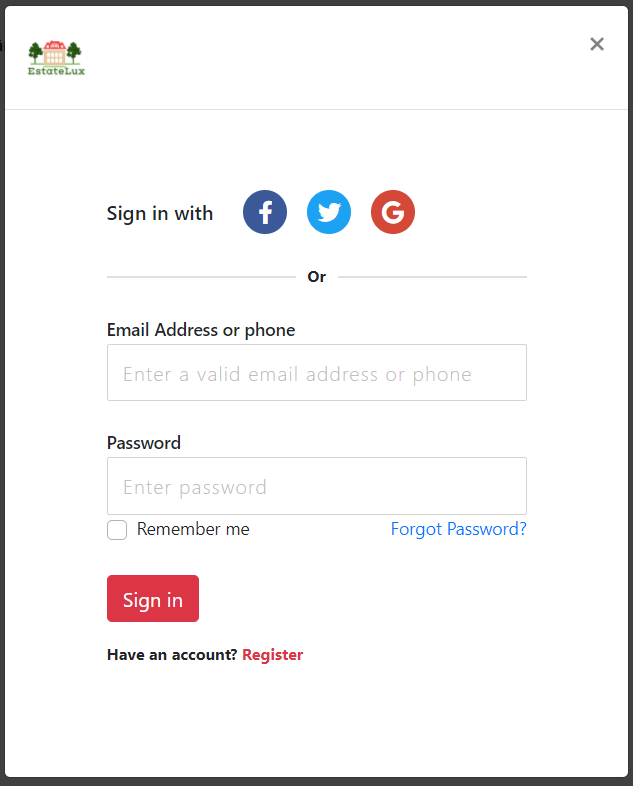 EstateLux
×
Sign in with
Or
Email Address or phone
Enter a valid email address or phone
Password
Enter password
Remember me Forgot Password?
Sign in
Have an account? Register